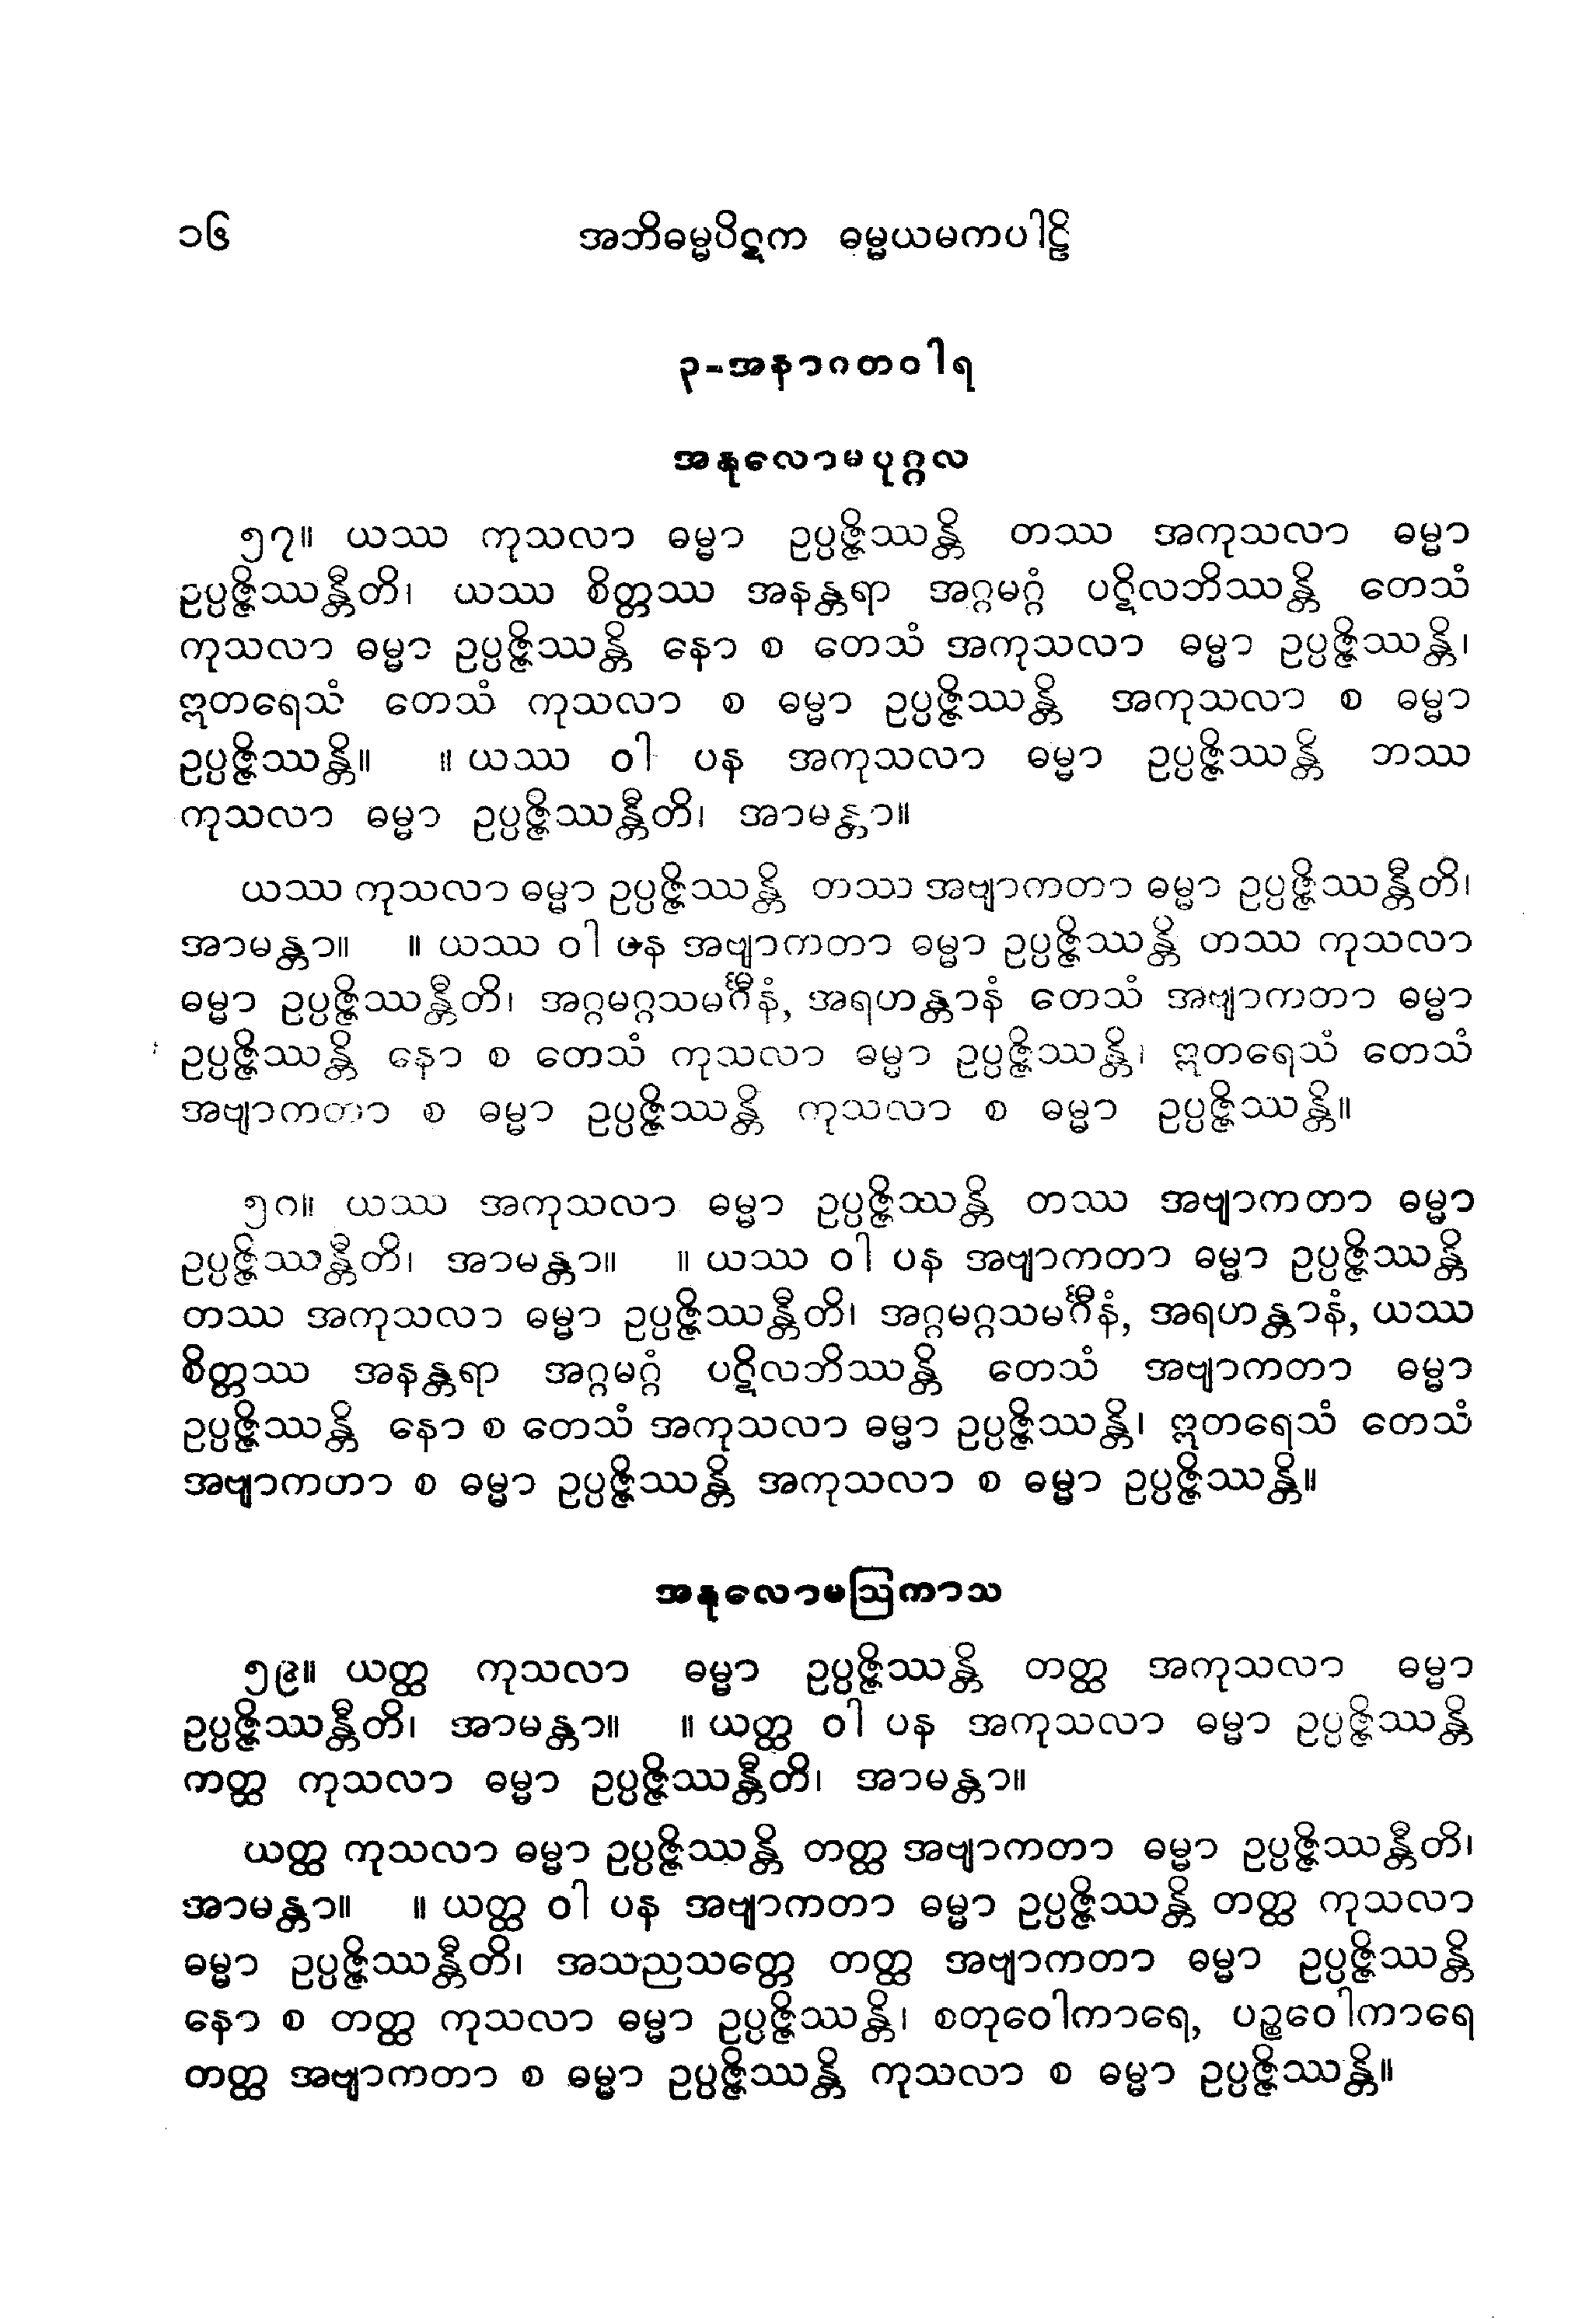 ၁၆ အဘိဓမ္မပိဋက ဓမ္မယမကပါဠိ
၃-အနာဂတဝါရ
အနုလောမပုဂ္ဂလ
၅၇။ ယဿ ကုသလာ ဓမ္မာ ဥပ္ပဇ္ဇိဿန္တိ တဿ အကုသလာ ဓမ္မာ
ဥပ္ပဇ္ဇိဿန္တီတိ၊ ယဿ စိတ္တဿ အနန္တရာ အဂ္ဂမဂ္ဂံ ပဋိလဘိဿန္တိ တေသံ
ကုသလာ ဓမ္မာ ဥပ္ပဇ္ဇိဿန္တိ နော စ တေသံ အကုသလာ ဓမ္မာ ဥပ္ပဇ္ဇိဿန္တိ၊
ဣတရေသံ တေသံ ကုသလာ စ ဓမ္မာ ဥပ္ပဇ္ဇိဿန္တိ အကုသလာ စ ဓမ္မာ
ဥပ္ပဇ္ဇိဿန္တိ။ ။ ယဿ ဝါ ပန အကုသလာ ဓမ္မာ ဥပ္ပဇ္ဇိဿန္တိ တဿ
ကုသလာ ဓမ္မာ ဥပ္ပဇ္ဇိဿန္တီတိ၊ အာမန္တာ။
ယဿ ကုသလာ ဓမ္မာ ဥပ္ပဇ္ဇိဿန္တိ တဿ အဗျာကတာ ဓမ္မာ ဥပ္ပဇ္ဇိဿန္တီတိ၊
အာမန္တာ။ ။ ယဿ ဝါ ပန အဗျာကတာ ဓမ္မာ ဥပ္ပဇ္ဇိဿန္တိ တဿ ကုသလာ
ဓမ္မာ ဥပ္ပဇ္ဇိဿန္တီတိ၊ အဂ္ဂမဂ္ဂသမင်္ဂီနံ, အရဟန္တာနံ တေသံ အဗျာကတာ ဓမ္မာ
ဥပ္ပဇ္ဇိဿန္တိ နော စ တေသံ ကုသလာ ဓမ္မာ ဥပ္ပဇ္ဇိဿန္တိ၊ ဣတရေသံ တေသံ
အဗျာကတာ စ ဓမ္မာ ဥပ္ပဇ္ဇိဿန္တိ ကုသလာ စ ဓမ္မာ ဥပ္ပဇ္ဇိဿန္တိ။
၅၈။ ယဿ အကုသလာ ဓမ္မာ ဥပ္ပဇ္ဇိဿန္တိ တဿ အဗျာကတာ ဓမ္မာ
ဥပ္ပဇ္ဇိဿန္တီတိ၊ အာမန္တာ။ ။ ယဿ ဝါ ပန အဗျာကတာ ဓမ္မာ ဥပ္ပဇ္ဇိဿန္တိ
တဿ အကုသလာ ဓမ္မာ ဥပ္ပဇ္ဇိဿန္တီတိ၊ အဂ္ဂမဂ္ဂသမင်္ဂီနံ, အရဟန္တာနံ, ယဿ
စိတ္တဿ အနန္တရာ အဂ္ဂမဂ္ဂံ ပဋိလဘိဿန္တိ တေသံ အဗျာကတာ ဓမ္မာ
ဥပ္ပဇ္ဇိဿန္တိ နော စ တေသံ အကုသလာ ဓမ္မာ ဥပ္ပဇ္ဇိဿန္တိ၊ ဣတရေသံ တေသံ
အဗျာကတာ စ ဓမ္မာ ဥပ္ပဇ္ဇိဿန္တိ အကုသလာ စ ဓမ္မာ ဥပ္ပဇ္ဇိဿန္တိ။
အနုလောမဩကာသ
၅၉။ ယတ္ထ ကုသလာ ဓမ္မာ ဥပ္ပဇ္ဇိဿန္တိ တတ္ထ အကုသလာ ဓမ္မာ
ဥပ္ပဇ္ဇိဿန္တီတိ၊ အာမန္တာ။ ။ ယတ္ထ ဝါ ပန အကုသလာ ဓမ္မာ ဥပ္ပဇ္ဇိဿန္တိ
တတ္ထ ကုသလာ ဓမ္မာ ဥပ္ပဇ္ဇိဿန္တီတိ၊ အာမန္တာ။
ယတ္ထ ကုသလာ ဓမ္မာ ဥပ္ပဇ္ဇိဿန္တိ တတ္ထ အဗျာကတာ ဓမ္မာ ဥပ္ပဇ္ဇိဿန္တီတိ၊
အာမန္တာ။ ။ ယတ္ထ ဝါ ပန အဗျာကတာ ဓမ္မာ ဥပ္ပဇ္ဇိဿန္တိ တတ္ထ ကုသလာ
ဓမ္မာ ဥပ္ပဇ္ဇိဿန္တီတိ၊ အသညသတ္တေ တတ္ထ အဗျာကတာ ဓမ္မာ ဥပ္ပဇ္ဇိဿန္တိ
နော စ တတ္ထ ကုသလာ ဓမ္မာ ဥပ္ပဇ္ဇိဿန္တိ၊ စတုဝေါကာရေ, ပဉ္စဝေါကာရေ
တတ္ထ အဗျာကတာ စ ဓမ္မာ ဥပ္ပဇ္ဇိဿန္တိ ကုသလာ စ ဓမ္မာ ဥပ္ပဇ္ဇိဿန္တိ။